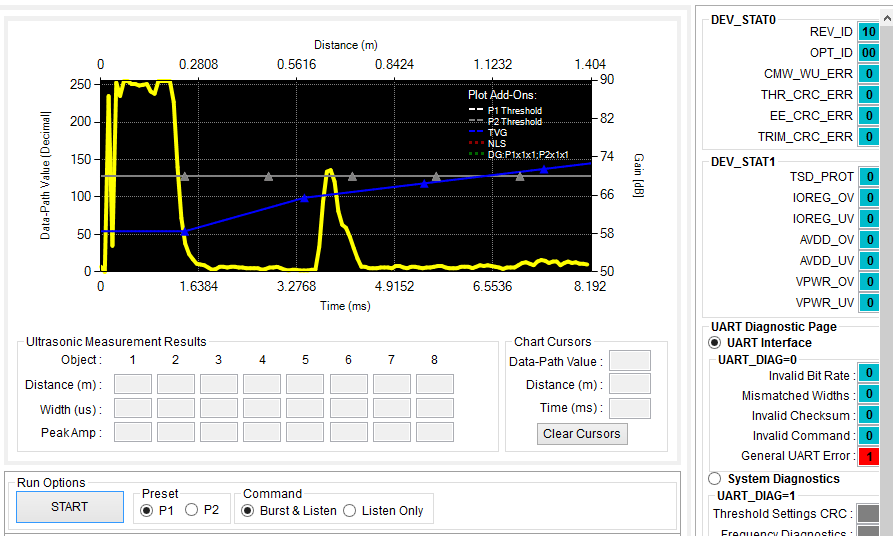 Distance (m)
0 0.2808 0.5616 0.8424 1.1232 1.404
Data-Path Value [Decimal]
250
200
150
100
50
0
90
82
74
66
58
50
Gain [dB]
Plot Add-Ons:
P1 Threshold
P2 Threshold
TVG
NLS
DG:P1x1x1;P2x1x1
0 1.6384 3.2768 4.9152 6.5536 8.192
Time (ms)
Ultrasonic Measurement Results
Object : 1 2 3 4 5 6 7 8
Distance (m) :
Width (us) :
Peak Amp :
Chart Cursors
Data-Path Value :
Distance (m) :
Time (ms) :
Clear Cursors
Run Options
START
Preset
P1 P2
Command
Burst & Listen Listen Only
DEV_STAT0
REV_ID 10
OPT_ID 00
CMW_WU_ERR 0
THR_CRC_ERR 0
EE_CRC_ERR 0
TRIM_CRC_ERR 0
DEV_STAT1
TSD_PROT 0
IOREG_OV 0
IOREG_UV 0
AVDD_OV 0
AVDD_UV 0
VPWR_OV 0
VPWR_UV 0
UART Diagnostic Page
UART Interface
UART_DIAG=0
Invalid Bit Rate : 0
Mismatched Widths : 0
Invalid Checksum : 0
Invalid Command : 0
General UART Error : 1
System Diagnostics
UART_DIAG=1
Threshold Settings CRC :
Frequency Diagnostics :